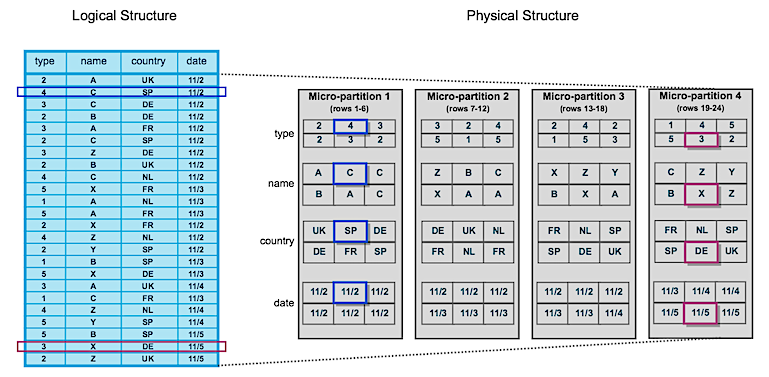 Logical Structure
type name country date
2 A UK 11/2
4 C SP 11/2
3 C DE 11/2
2 B DE 11/2
3 A FR 11/2
2 C SP 11/2
3 Z DE 11/2
2 B UK 11/2
4 C NL 11/2
5 X FR 11/3
1 A NL 11/3
5 A FR 11/3
2 X FR 11/2
4 Z NL 11/2
2 Y SP 11/2
1 B SP 11/3
5 X DE 11/3
3 A UK 11/4
1 C FR 11/3
4 Z NL 11/4
5 Y SP 11/4
5 B SP 11/5
3 X DE 11/5
2 Z UK 11/5
Physical Structure
type
name
country
date
Micro-partition 1
(rows 1-6)
2 4 3
2 3 2
A C C
B A C
UK SP DE
DE FR SP
11/2 11/2 11/2
11/2 11/2 11/2
Micro-partition 2
(rows 7-12)
3 2 4
5 1 5
Z B C
X A A
DE UK NL
FR NL FR
11/2 11/2 11/2
11/3 11/3 11/3
Micro-partition 3
(rows 13-18)
2 4 2
1 5 3
X Z Y
B X A
FR NL SP
SP DE UK
11/2 11/2 11/2
11/3 11/3 11/4
Micro-partition 4
(rows 19-24)
1 4 5
5 3 2
C Z Y
B X Z
FR NL SP
SP DE UK
11/3 11/4 11/4
11/5 11/5 11/5